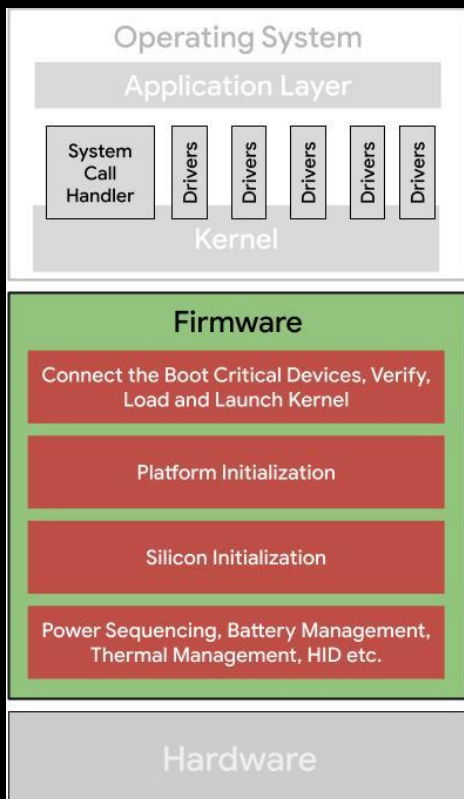 Operating System
Application Layer
System
Call
Handler
Drivers
Drivers
Drivers
Drivers
Drivers
Kernel
Firmware
Connect the Boot Critical Devices, Verify,
Load and Launch Kernel
Platform Initialization
Silicon Initialization
Power Sequencing, Battery Management,
Thermal Management, HID etc.
Hardware